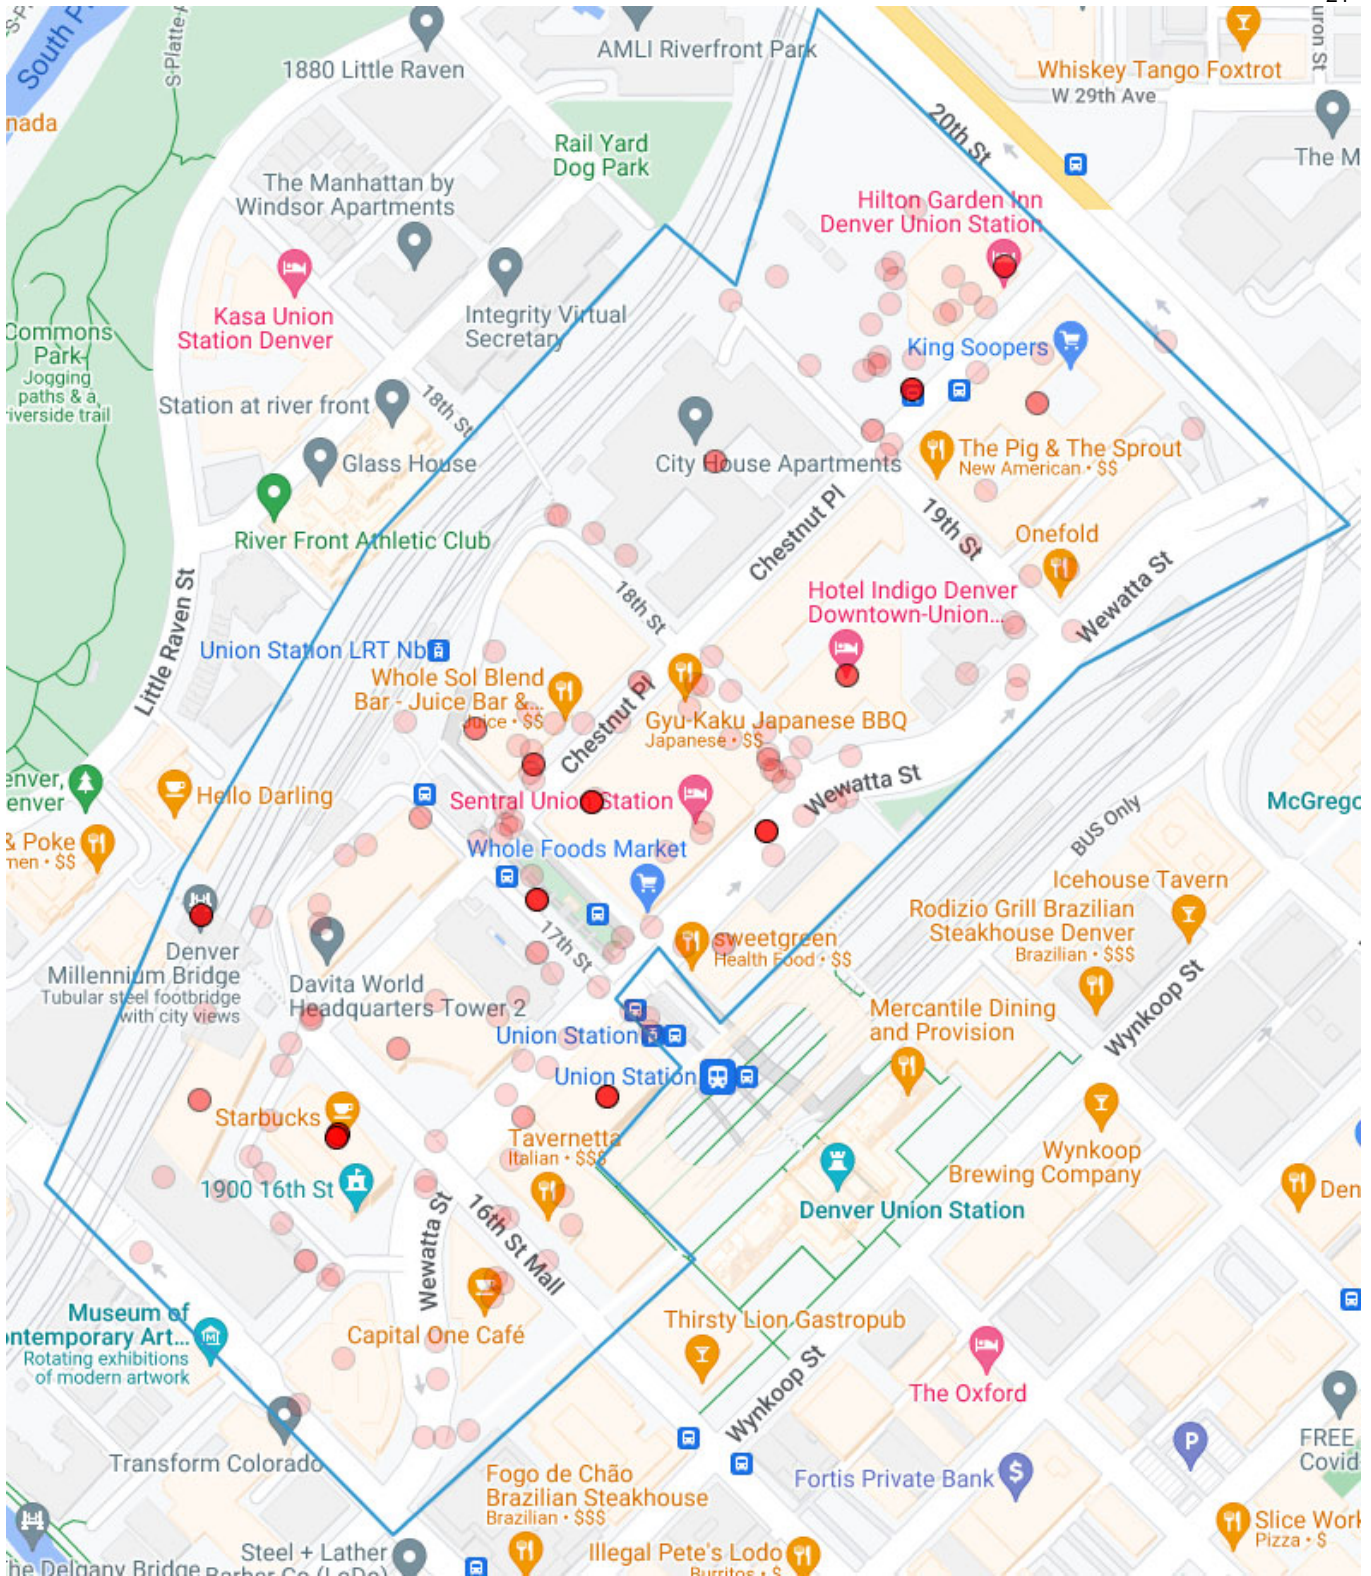 South P
S-Platte-R
1880 Little Raven
AMLI Riverfront Park
Whiskey Tango Foxtrot
W 29th Ave
uron St
nada
Rail Yard
Dog Park
20th St
The M
The Manhattan by
Windsor Apartments
Hilton Garden Inn
Denver Union Station
Kasa Union
Station Denver
Integrity Virtual
Secretary
Commons
Park
Jogging
paths & a
riverside trail
King Soopers
Station at river front
18th St
Glass House
City House Apartments
The Pig & The Sprout
New American • $$
River Front Athletic Club
Chestnut Pl
19th St
Onefold
Hotel Indigo Denver
Downtown-Union...
Wewatta St
18th St
Little Raven St
Union Station LRT Nb
Whole Sol Blend
Bar - Juice Bar &...
Juice • $$
Chestnut Pl
Gyu-Kaku Japanese BBQ
Japanese • $$
enver,
enver
Hello Darling
Sentral Union Station
Wewatta St
McGrego
& Poke
men • $$
Whole Foods Market
BUS Only
Icehouse Tavern
Rodizio Grill Brazilian
Steakhouse Denver
Brazilian • $$$
Denver
Millennium Bridge
Tubular steel footbridge
with city views
17th St
sweetgreen
Health Food • $$
Davita World
Headquarters Tower 2
Wynkoop St
Union Station
Mercantile Dining
and Provision
Union Station
Starbucks
Tavernetta
Italian • $$$
Wynkoop
Brewing Company
1900 16th St
Den
Denver Union Station
Wewatta St
16th St Mall
Museum of
ontemporary Art...
Rotating exhibitions
of modern artwork
Capital One Café
Thirsty Lion Gastropub
Wynkoop St
The Oxford
Transform Colorado
P
FREE
Covid
Fogo de Chão
Brazilian Steakhouse
Brazilian • $$$
Fortis Private Bank
$
Slice Work
Pizza • $
Steel + Lather
Barber Co (LoDo)
Illegal Pete's Lodo
Burritos • $
The Delgany Bridge